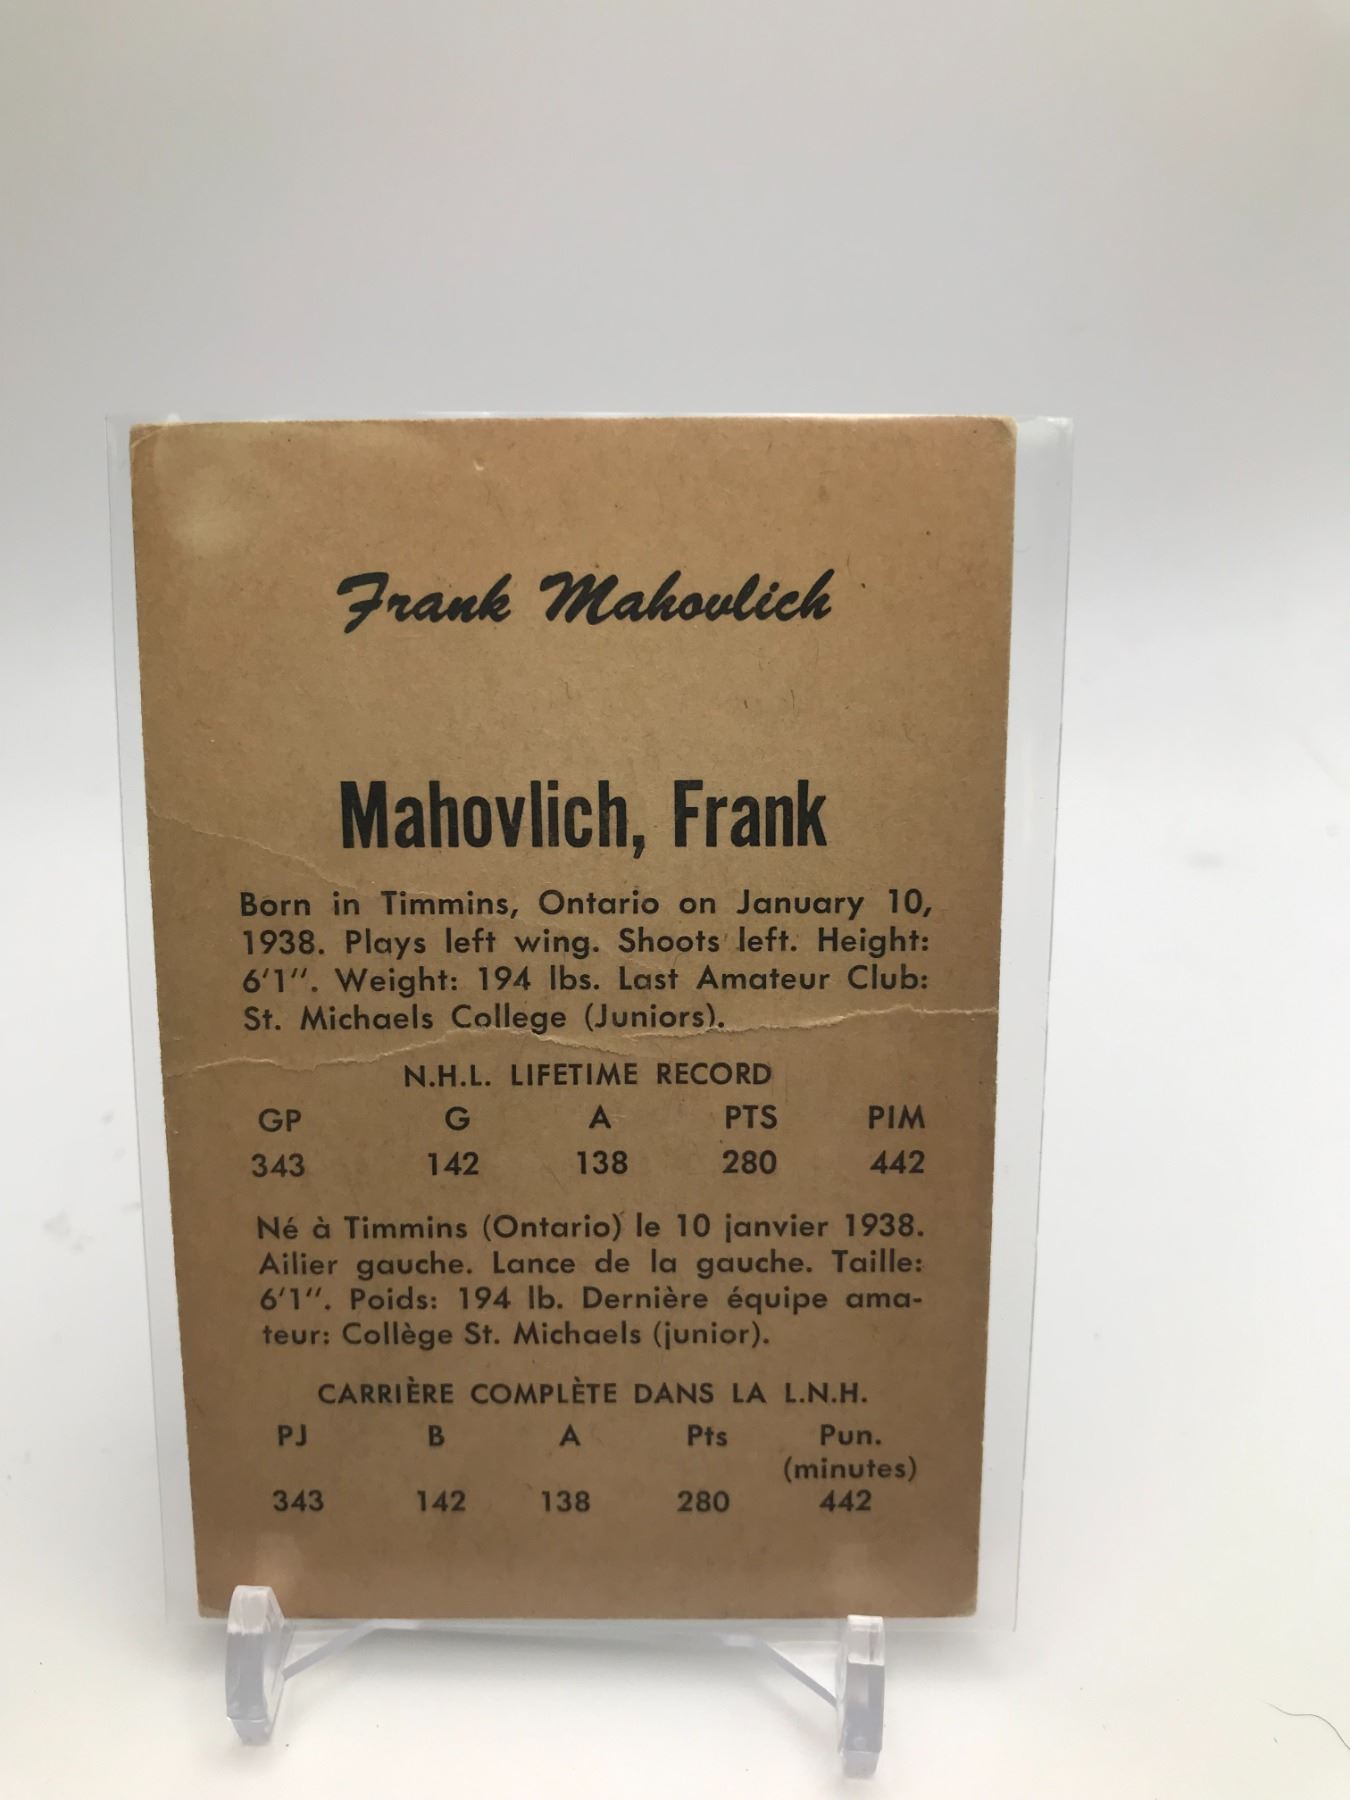 Frank Mahovlich
Mahovlich, Frank
Born in Timmins, Ontario on January 10,
1938. Plays left wing. Shoots left. Height:
6'1". Weight: 194 lbs. Last Amateur Club:
St. Michaels College (Juniors).
N.H.L. LIFETIME RECORD
GP G A PTS PIM
343 142 138 280 442
Né à Timmins (Ontario) le 10 janvier 1938.
Ailier gauche. Lance de la gauche. Taille:
6'1". Poids: 194 lb. Dernière équipe ama-
teur: Collège St. Michaels (junior).
CARRIÈRE COMPLÈTE DANS LA L.N.H.
PJ B A Pts Pun.
(minutes)
343 142 138 280 442